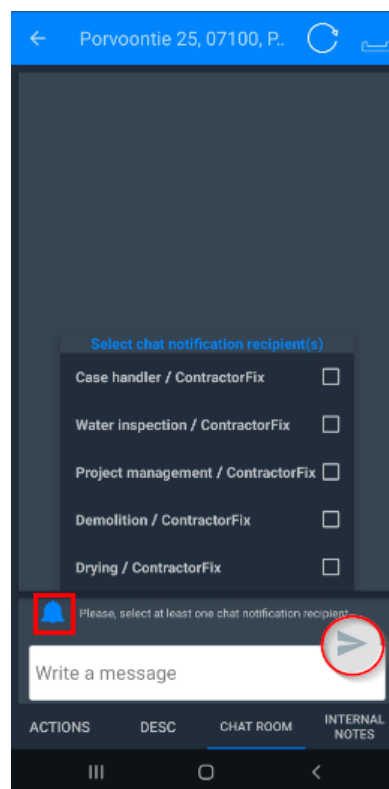 Porvoontie 25, 07100, P..
Select chat notification recipient(s)
Case handler / ContractorFix
Water inspection / ContractorFix
Project management / ContractorFix
Demolition / ContractorFix
Drying / ContractorFix
Please, select at least one chat notification recipient
Write a message
ACTIONS
DESC
CHAT ROOM
INTERNAL
NOTES